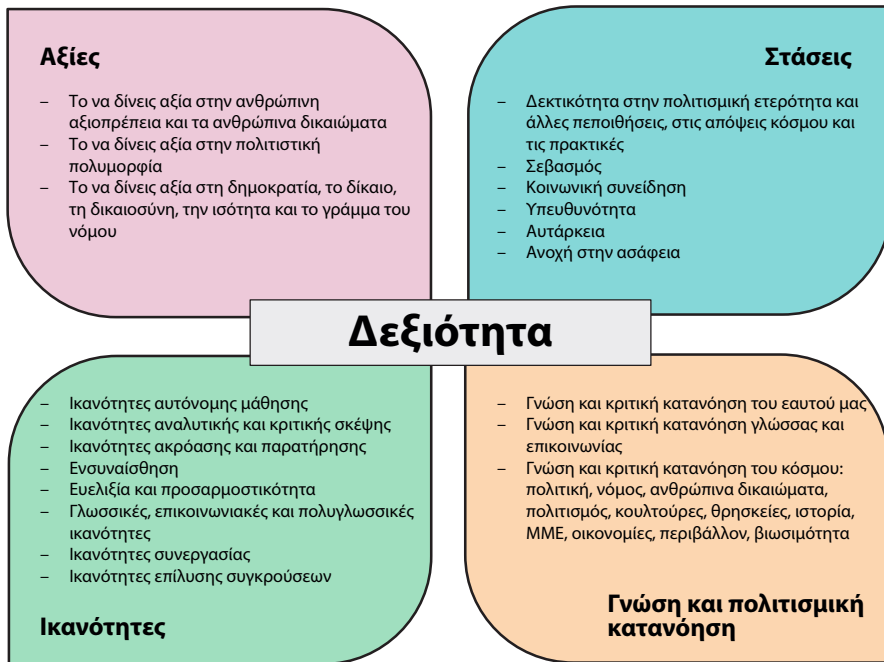 Αξίες
– Το να δίνεις αξία στην ανθρώπινη
αξιοπρέπεια και τα ανθρώπινα δικαιώματα
– Το να δίνεις αξία στην πολιτιστική
πολυμορφία
– Το να δίνεις αξία στη δημοκρατία, το δίκαιο,
τη δικαιοσύνη, την ισότητα και το γράμμα του
νόμου
Στάσεις
– Δεκτικότητα στην πολιτισμική ετερότητα και
άλλες πεποιθήσεις, στις απόψεις κόσμου και
τις πρακτικές
– Σεβασμός
– Κοινωνική συνείδηση
– Υπευθυνότητα
– Αυτάρκεια
– Ανοχή στην ασάφεια
Δεξιότητα
– Ικανότητες αυτόνομης μάθησης
– Ικανότητες αναλυτικής και κριτικής σκέψης
– Ικανότητες ακρόασης και παρατήρησης
– Ενσυναίσθηση
– Ευελιξία και προσαρμοστικότητα
– Γλωσσικές, επικοινωνιακές και πολυγλωσσικές
ικανότητες
– Ικανότητες συνεργασίας
– Ικανότητες επίλυσης συγκρούσεων
Ικανότητες
– Γνώση και κριτική κατανόηση του εαυτού μας
– Γνώση και κριτική κατανόηση γλώσσας και
επικοινωνίας
– Γνώση και κριτική κατανόηση του κόσμου:
πολιτική, νόμος, ανθρώπινα δικαιώματα,
πολιτισμός, κουλτούρες, θρησκείες, ιστορία,
ΜΜΕ, οικονομίες, περιβάλλον, βιωσιμότητα
Γνώση και πολιτισμική
κατανόηση